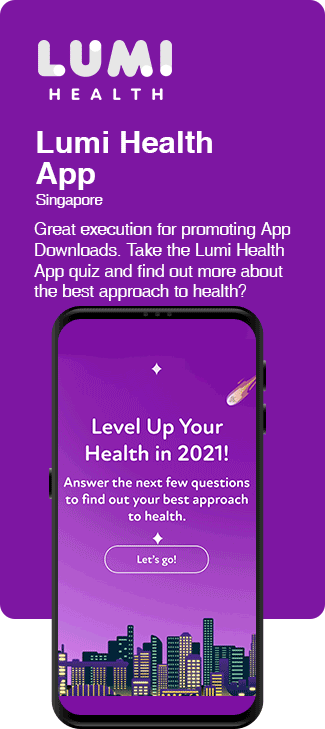 LUMI
HEALTH
Lumi Health
App
Singapore
Great execution for promoting App
Downloads. Take the Lumi Health
App quiz and find out more about
the best approach to health?
Level Up Your
Health in 2021!
Answer the next few questions
to find out your best approach
to health.
Let's go!